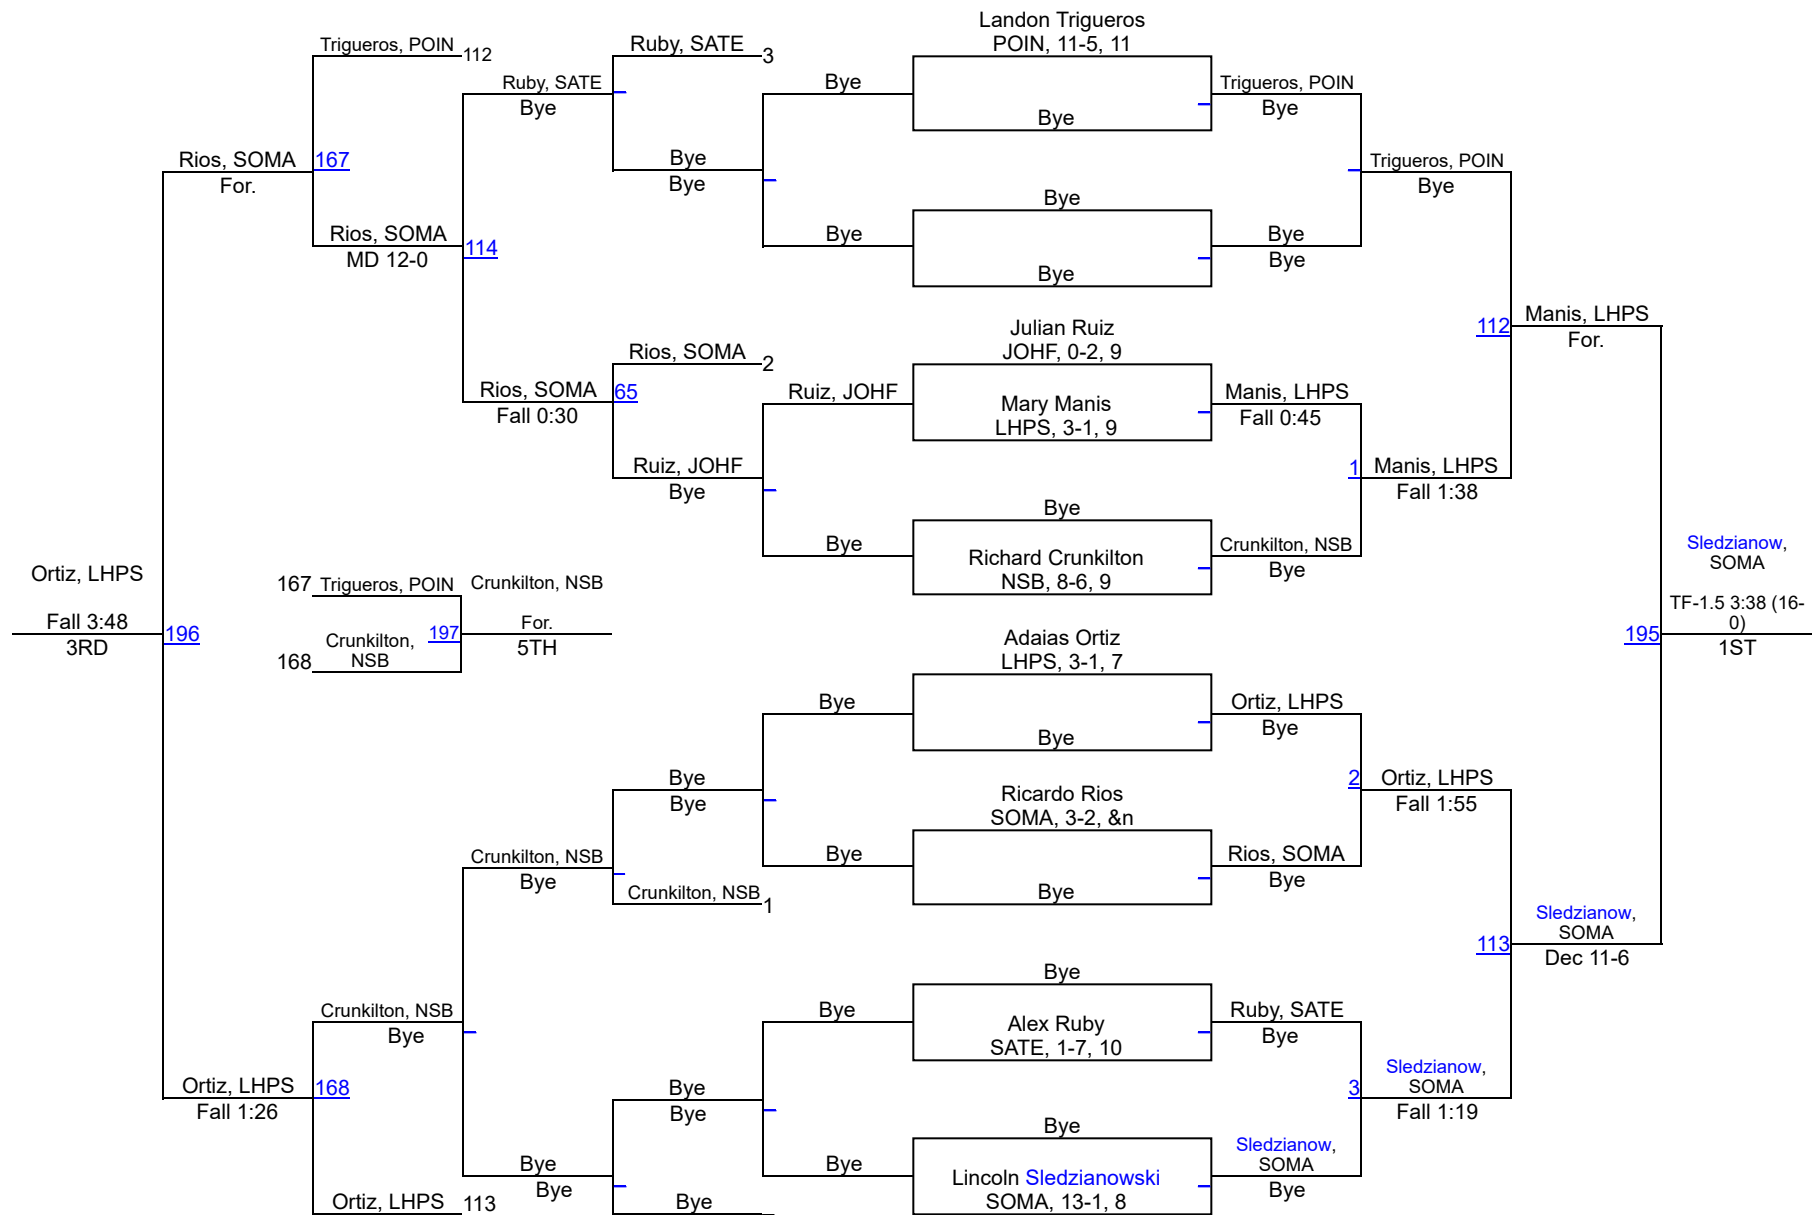 Landon Trigueros
POIN, 11-5, 11
Trigueros, POIN
112
Ruby, SATE
3
Ruby, SATE
Bye
Bye
Bye
Trigueros, POIN
Bye
Rios, SOMA
For.
167
Bye
Bye
Trigueros, POIN
Bye
Bye
Rios, SOMA
MD 12-0
114
Bye
Bye
Bye
Bye
Julian Ruiz
JOHF, 0-2, 9
112
Manis, LHPS
For.
Rios, SOMA
2
Rios, SOMA
Fall 0:30
65
Ruiz, JOHF
Mary Manis
LHPS, 3-1, 9
Manis, LHPS
Fall 0:45
Ruiz, JOHF
Bye
1
Manis, LHPS
Fall 1:38
Bye
Bye
Richard Crunkilton
NSB, 8-6, 9
Crunkilton, NSB
Bye
Sledzianow,
SOMA
TF-1.5 3:38 (16-
0)
195
1ST
Ortiz, LHPS
Fall 3:48
3RD
196
167
Trigueros, POIN
Crunkilton, NSB
Crunkilton,
NSB
168
197
For.
5TH
Adaias Ortiz
LHPS, 3-1, 7
Bye
Bye
Ortiz, LHPS
Bye
Bye
Bye
Ricardo Rios
SOMA, 3-2, &n
2
Ortiz, LHPS
Fall 1:55
Crunkilton, NSB
Bye
Bye
Bye
Rios, SOMA
Bye
Crunkilton, NSB
1
Sledzianow,
SOMA
Dec 11-6
113
Bye
Crunkilton, NSB
Bye
Bye
Alex Ruby
SATE, 1-7, 10
Ruby, SATE
Bye
Ortiz, LHPS
Fall 1:26
168
Bye
Bye
3
Sledzianow,
SOMA
Fall 1:19
Bye
Bye
Bye
Bye
Lincoln Sledzianowski
SOMA, 13-1, 8
Sledzianow,
SOMA
Bye
Ortiz, LHPS
113
Bye